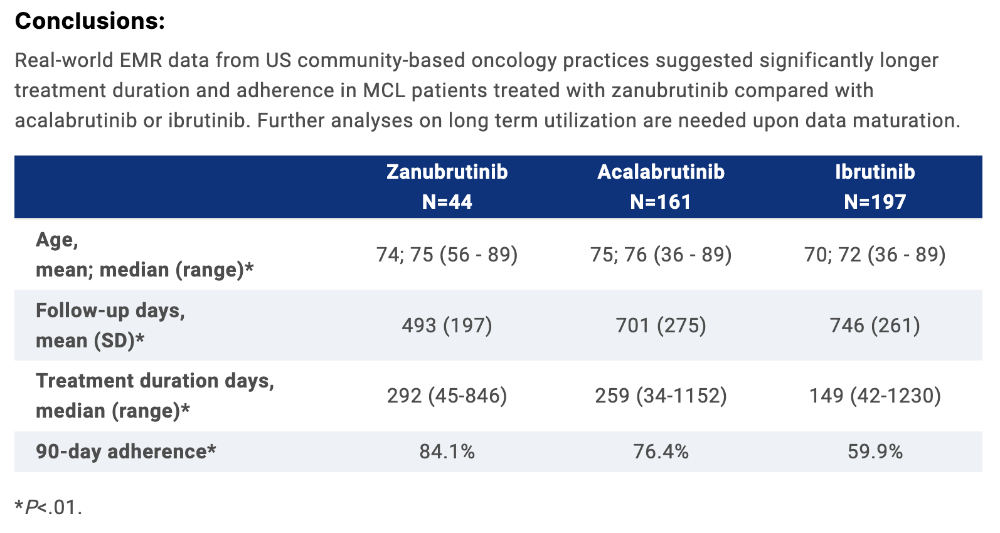 Conclusions:
Real-world EMR data from US community-based oncology practices suggested significantly longer
treatment duration and adherence in MCL patients treated with zanubrutinib compared with
acalabrutinib or ibrutinib. Further analyses on long term utilization are needed upon data maturation.
Zanubrutinib Acalabrutinib Ibrutinib
N=44 N=161 N=197
Age,
mean; median (range)* 74; 75 (56 - 89) 75; 76 (36 - 89) 70; 72 (36 - 89)
Follow-up days,
mean (SD)* 493 (197) 701 (275) 746 (261)
Treatment duration days,
median (range)* 292 (45-846) 259 (34-1152) 149 (42-1230)
90-day adherence* 84.1% 76.4% 59.9%
*P<.01.